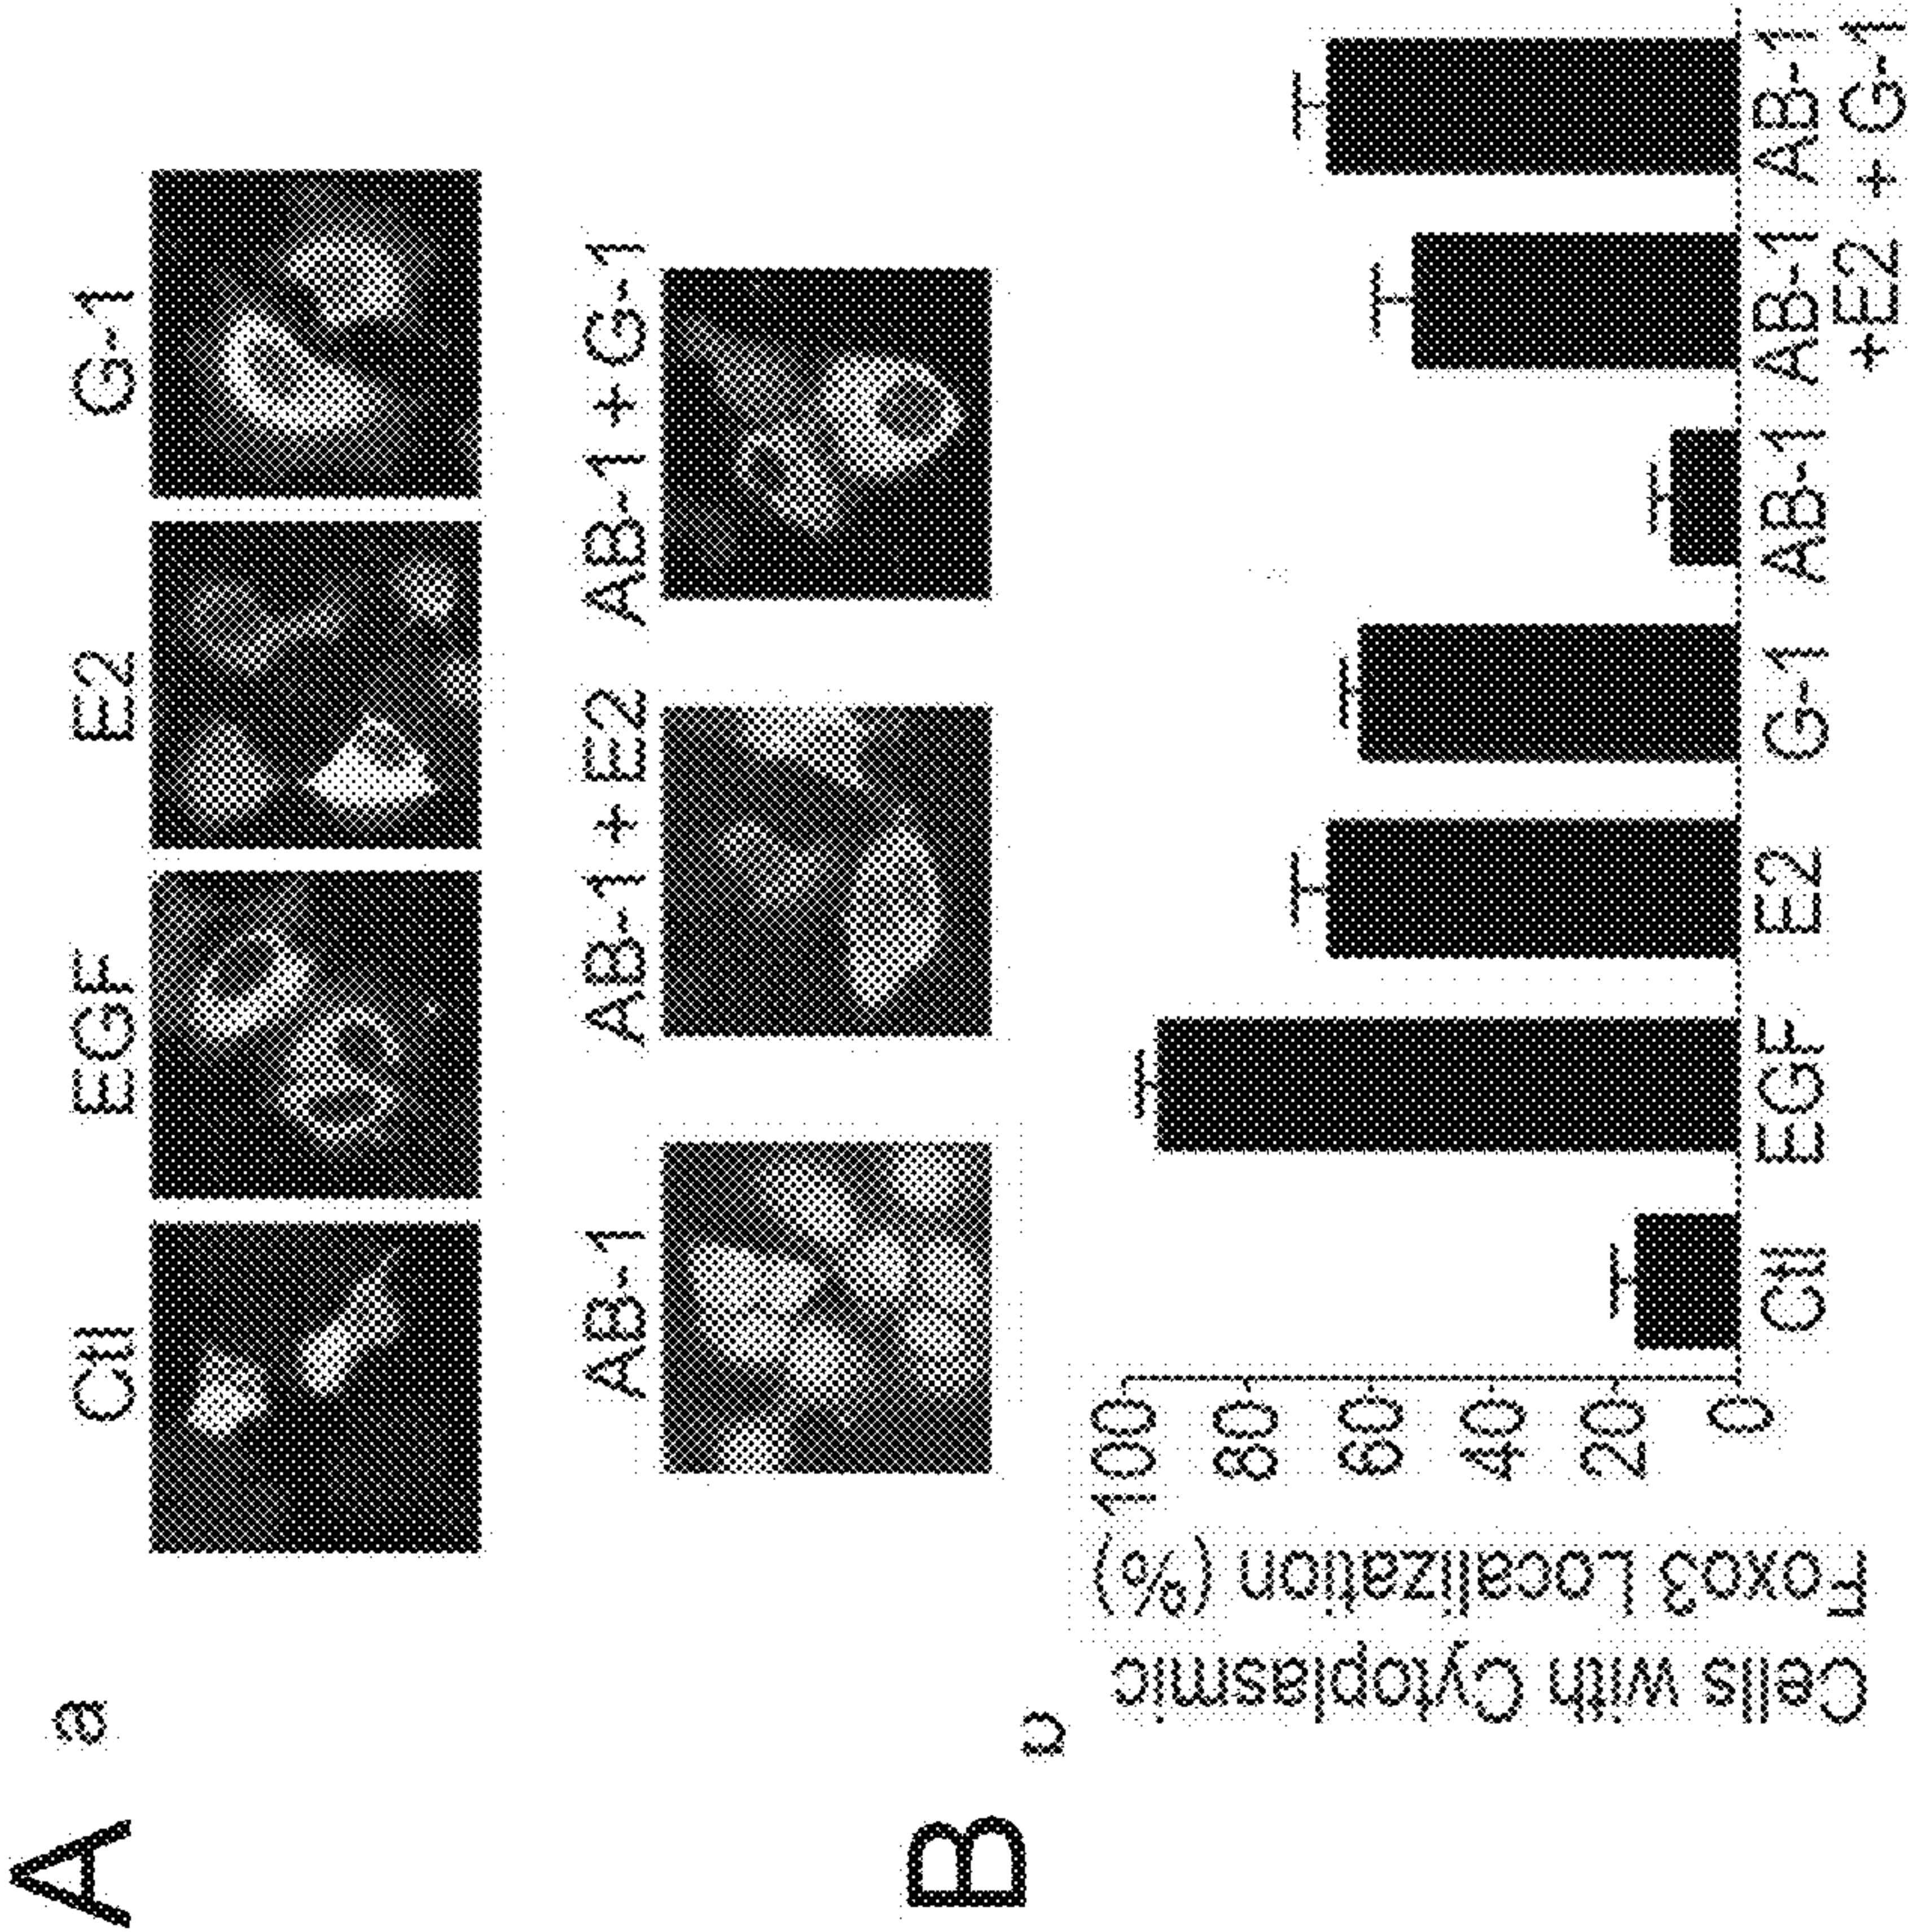 A
a
Ctl EGF E2 G-1
AB-1 AB-1 + E2 AB-1 + G-1
B
Cells with Cytoplasmic
Foxo3 Localization (%)
100
80
60
40
20
0
Ctl EGF E2 G-1 AB-1 AB-1 AB-1
+E2 + G-1